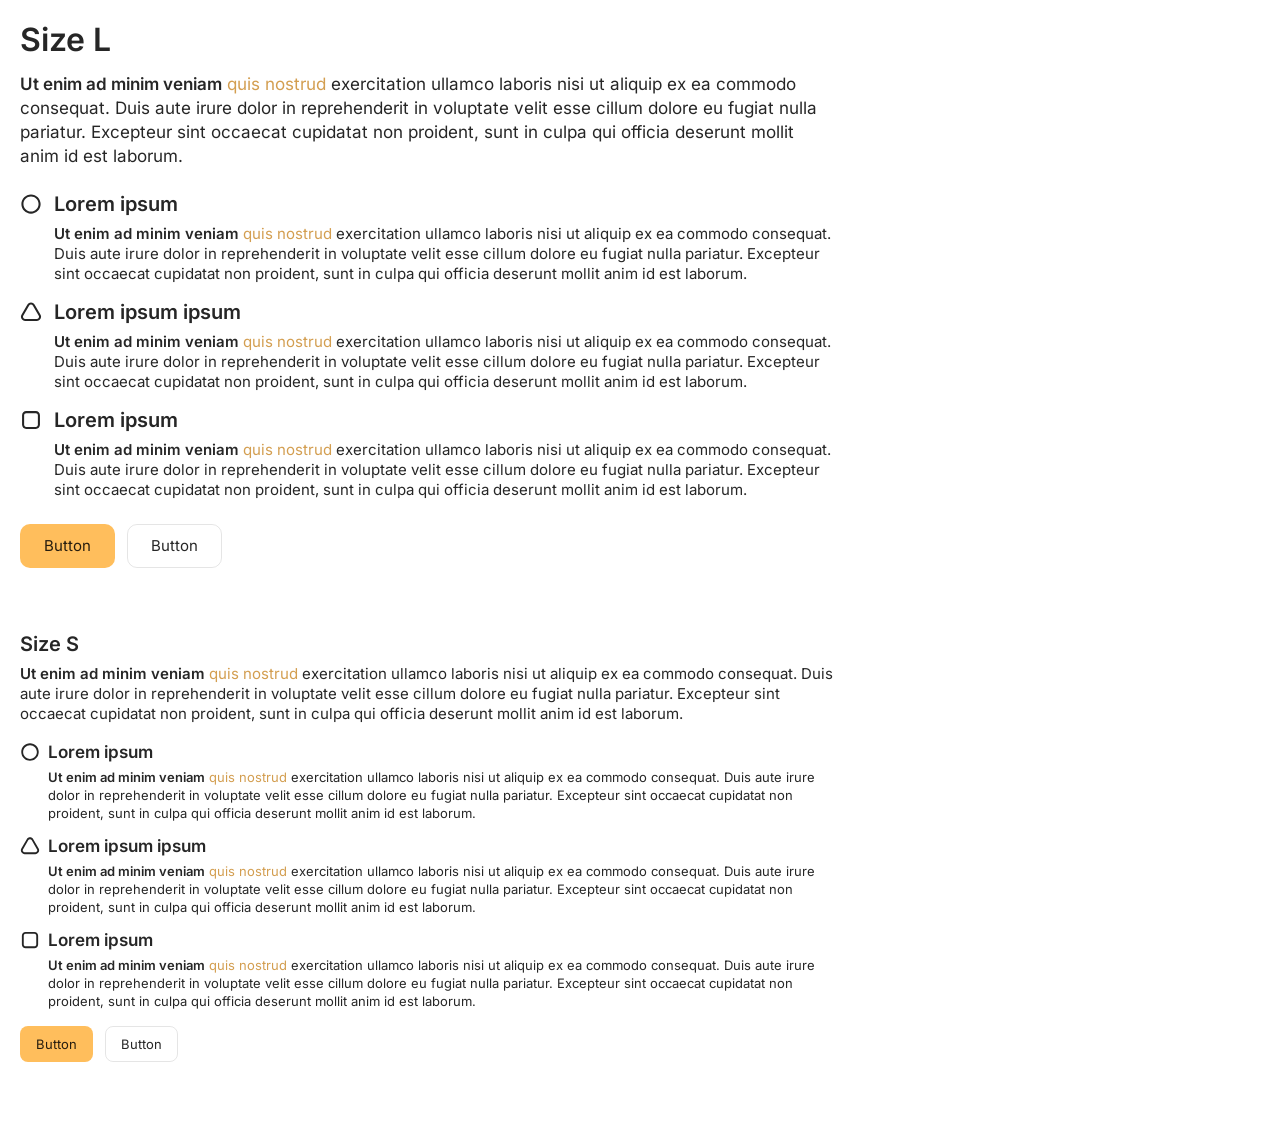 Size L
Ut enim ad minim veniam quis nostrud exercitation ullamco laboris nisi ut aliquip ex ea commodo
consequat. Duis aute irure dolor in reprehenderit in voluptate velit esse cillum dolore eu fugiat nulla
pariatur. Excepteur sint occaecat cupidatat non proident, sunt in culpa qui officia deserunt mollit
anim id est laborum.
Lorem ipsum
Ut enim ad minim veniam quis nostrud exercitation ullamco laboris nisi ut aliquip ex ea commodo consequat.
Duis aute irure dolor in reprehenderit in voluptate velit esse cillum dolore eu fugiat nulla pariatur. Excepteur
sint occaecat cupidatat non proident, sunt in culpa qui officia deserunt mollit anim id est laborum.
Lorem ipsum ipsum
Ut enim ad minim veniam quis nostrud exercitation ullamco laboris nisi ut aliquip ex ea commodo consequat.
Duis aute irure dolor in reprehenderit in voluptate velit esse cillum dolore eu fugiat nulla pariatur. Excepteur
sint occaecat cupidatat non proident, sunt in culpa qui officia deserunt mollit anim id est laborum.
Lorem ipsum
Ut enim ad minim veniam quis nostrud exercitation ullamco laboris nisi ut aliquip ex ea commodo consequat.
Duis aute irure dolor in reprehenderit in voluptate velit esse cillum dolore eu fugiat nulla pariatur. Excepteur
sint occaecat cupidatat non proident, sunt in culpa qui officia deserunt mollit anim id est laborum.
Button Button
Size S
Ut enim ad minim veniam quis nostrud exercitation ullamco laboris nisi ut aliquip ex ea commodo consequat. Duis
aute irure dolor in reprehenderit in voluptate velit esse cillum dolore eu fugiat nulla pariatur. Excepteur sint
occaecat cupidatat non proident, sunt in culpa qui officia deserunt mollit anim id est laborum.
Lorem ipsum
Ut enim ad minim veniam quis nostrud exercitation ullamco laboris nisi ut aliquip ex ea commodo consequat. Duis aute irure
dolor in reprehenderit in voluptate velit esse cillum dolore eu fugiat nulla pariatur. Excepteur sint occaecat cupidatat non
proident, sunt in culpa qui officia deserunt mollit anim id est laborum.
Lorem ipsum ipsum
Ut enim ad minim veniam quis nostrud exercitation ullamco laboris nisi ut aliquip ex ea commodo consequat. Duis aute irure
dolor in reprehenderit in voluptate velit esse cillum dolore eu fugiat nulla pariatur. Excepteur sint occaecat cupidatat non
proident, sunt in culpa qui officia deserunt mollit anim id est laborum.
Lorem ipsum
Ut enim ad minim veniam quis nostrud exercitation ullamco laboris nisi ut aliquip ex ea commodo consequat. Duis aute irure
dolor in reprehenderit in voluptate velit esse cillum dolore eu fugiat nulla pariatur. Excepteur sint occaecat cupidatat non
proident, sunt in culpa qui officia deserunt mollit anim id est laborum.
Button Button